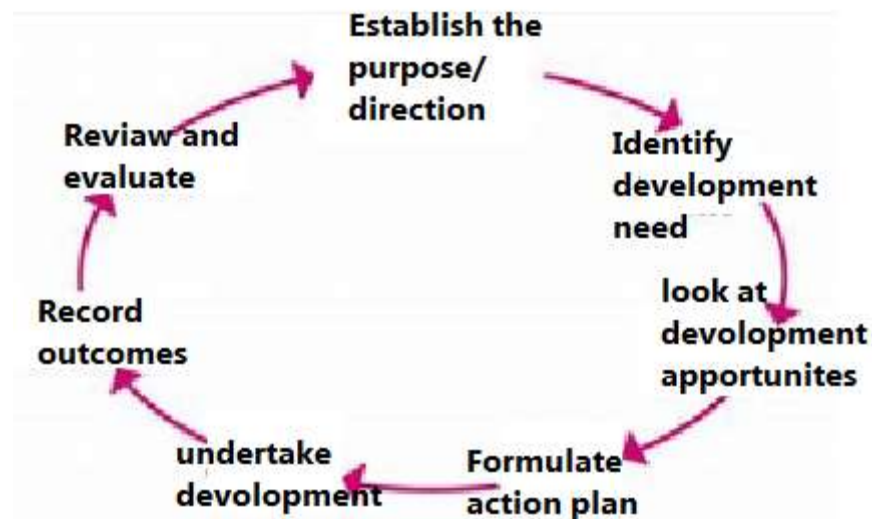 Establish the
purpose/
direction
Identify
development
need
look at
devolopment
apportunites
Formulate
action plan
undertake
devolopment
Record
outcomes
Reviaw and
evaluate